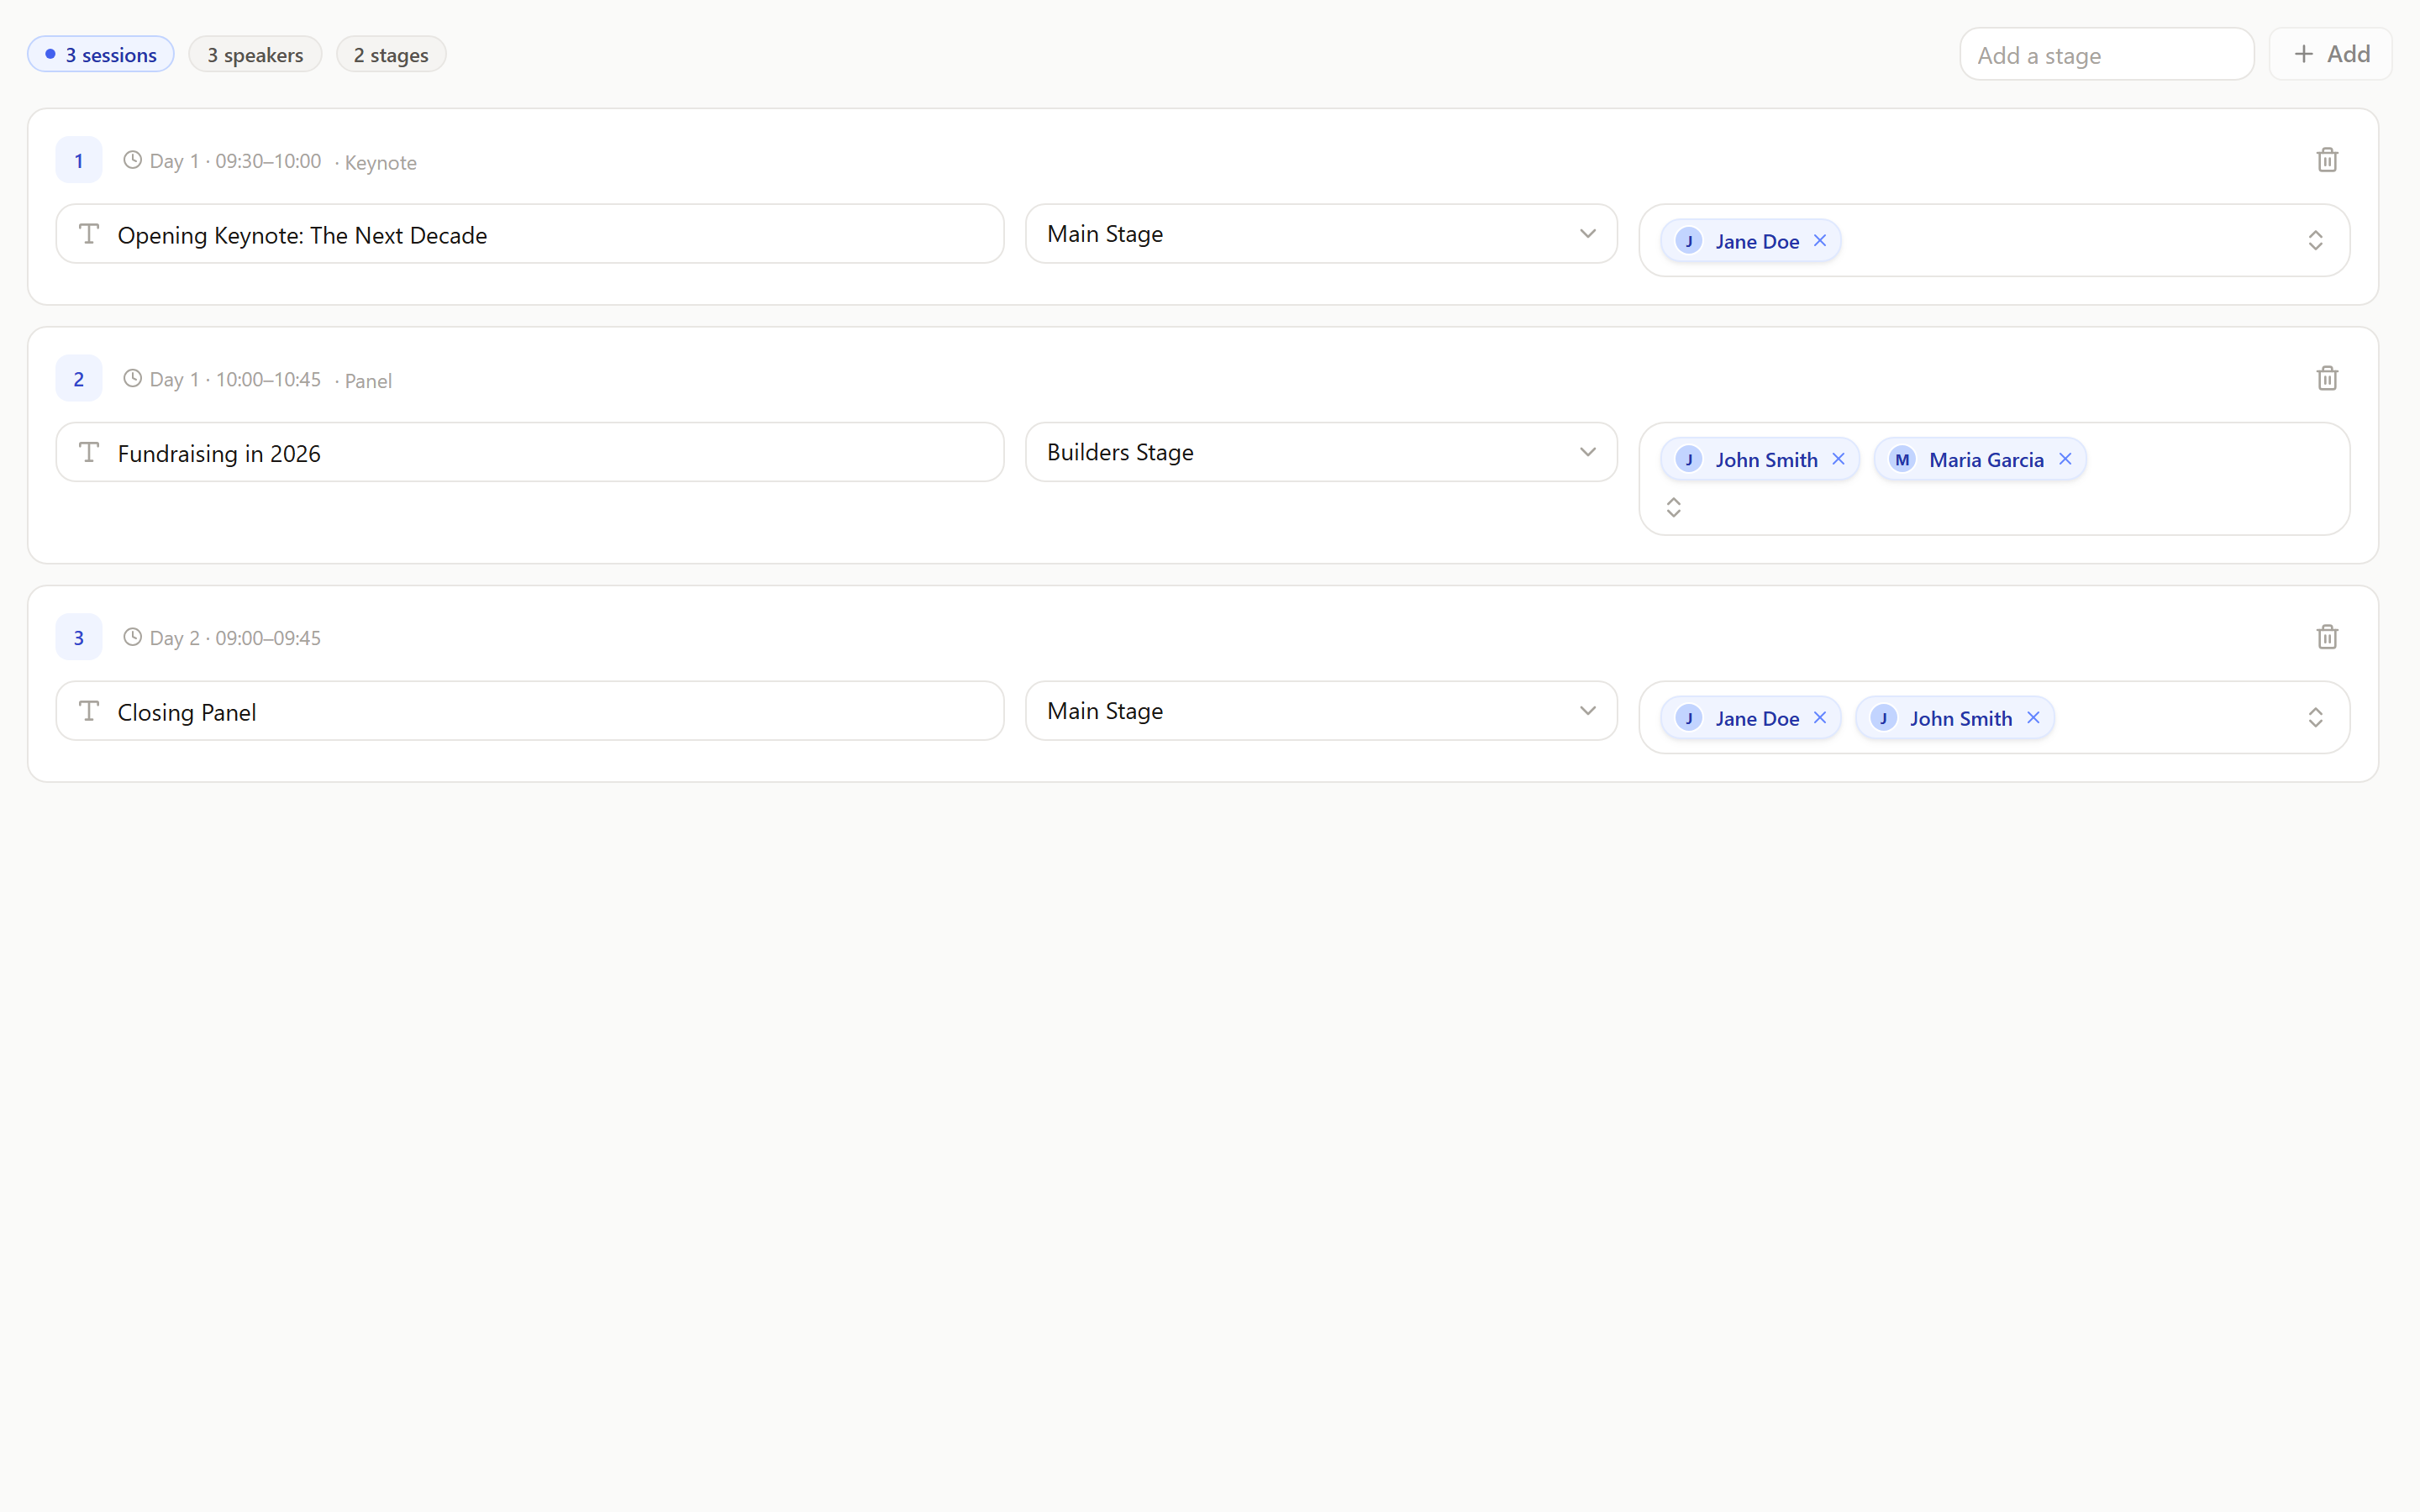 3 sessions 3 speakers 2 stages Add a stage Add
1 Day 1 · 09:30–10:00 · Keynote
Opening Keynote: The Next Decade Main Stage J Jane Doe
2 Day 1 · 10:00–10:45 · Panel
Fundraising in 2026 Builders Stage J John Smith M Maria Garcia
3 Day 2 · 09:00–09:45
Closing Panel Main Stage J Jane Doe J John Smith